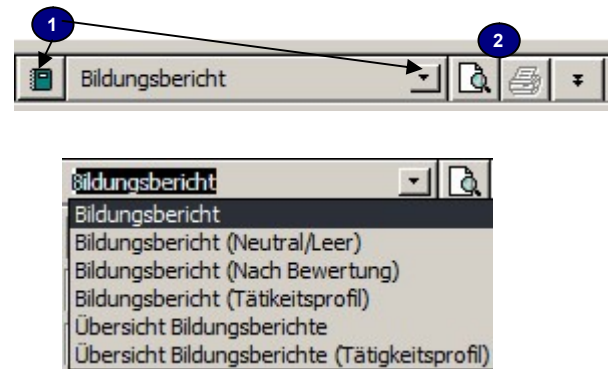 1
2
Bildungsbericht
Bildungsbericht
Bildungsbericht
Bildungsbericht (Neutral/Leer)
Bildungsbericht (Nach Bewertung)
Bildungsbericht (Tätikeitsprofil)
Übersicht Bildungsberichte
Übersicht Bildungsberichte (Tätigkeitsprofil)